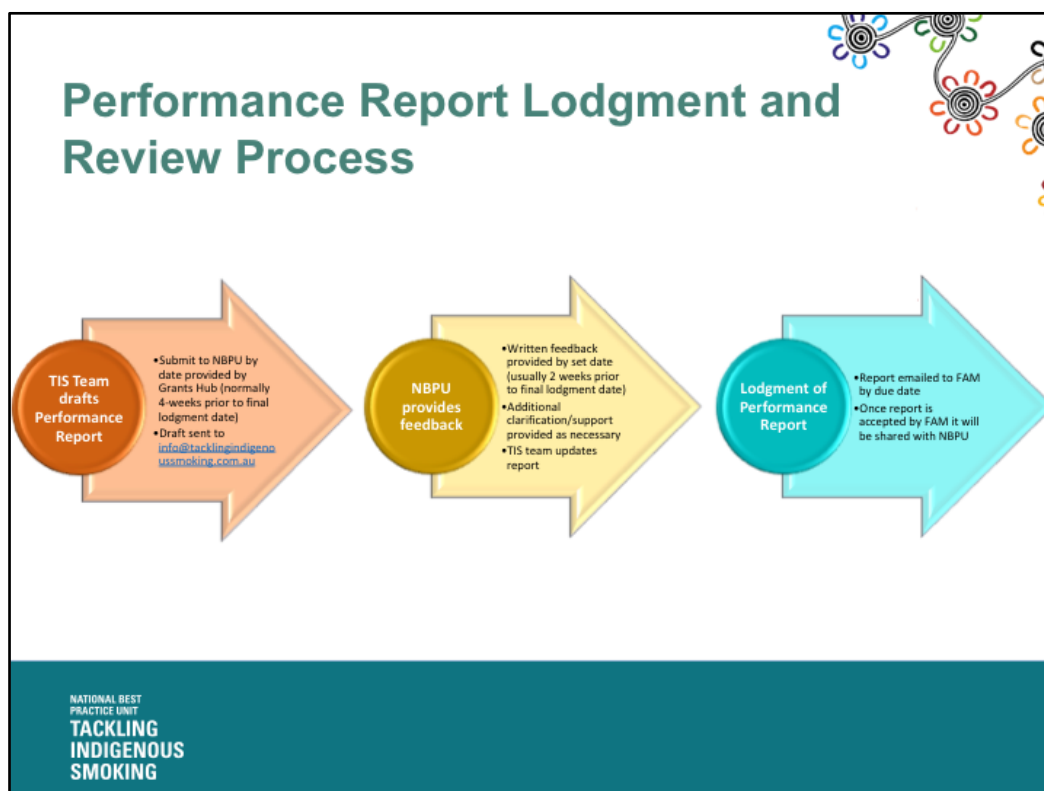 Performance Report Lodgment and
Review Process
TIS Team
drafts
Performance
Report
•Submit to NBPU by
date provided by
Grants Hub (normally
4-weeks prior to final
lodgment date)
•Draft sent to
info@tacklingindigeno
ussmoking.com.au
NBPU
provides
feedback
•Written feedback
provided by set date
(usually 2 weeks prior
to final lodgment date)
•Additional
clarification/support
provided as necessary
•TIS team updates
report
Lodgment of
Performance
Report
•Report emailed to FAM
by due date
•Once report is
accepted by FAM it will
be shared with NBPU
NATIONAL BEST
PRACTICE UNIT
TACKLING
INDIGENOUS
SMOKING